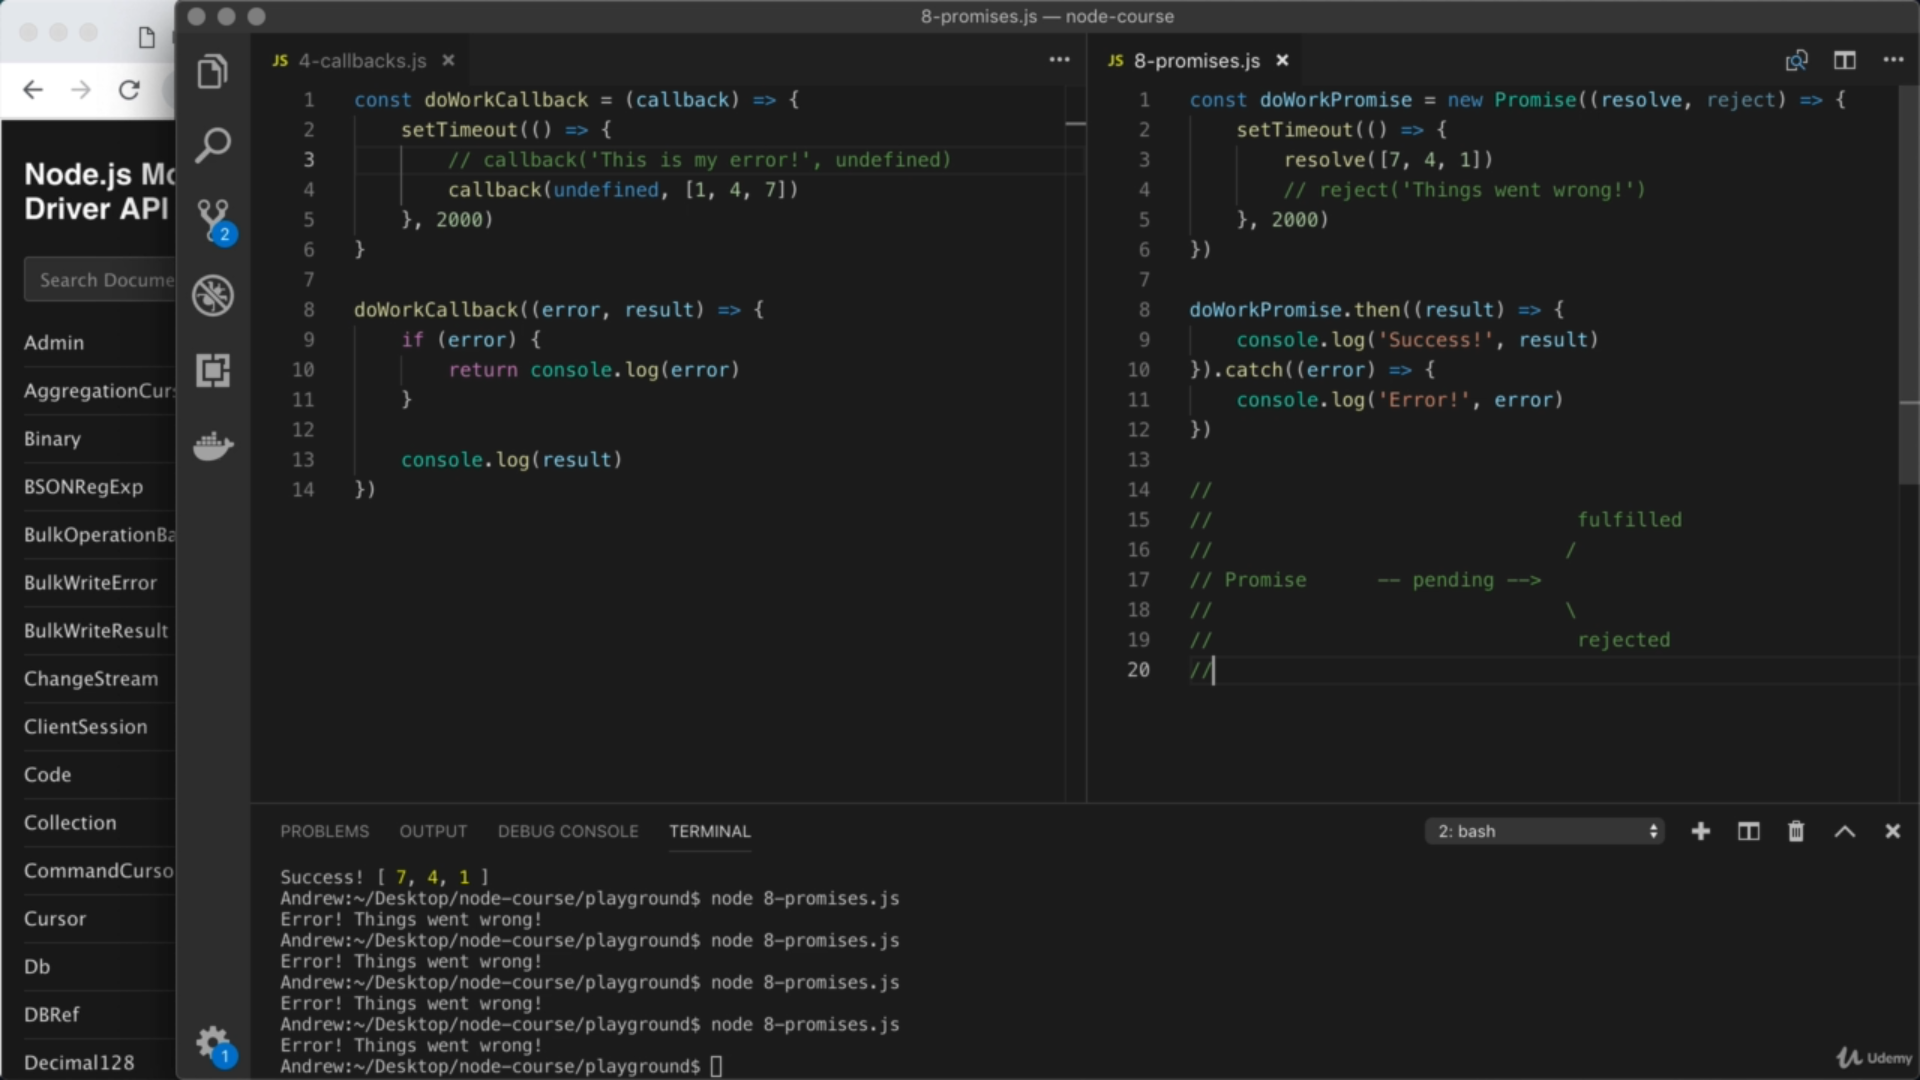 8-promises.js — node-course
Node.js Mo
Driver API
Search Docume
Admin
AggregationCurs
Binary
BSONRegExp
BulkOperationBa
BulkWriteError
BulkWriteResult
ChangeStream
ClientSession
Code
Collection
CommandCurso
Cursor
Db
DBRef
Decimal128
2
1
JS 4-callbacks.js ×
1 const doWorkCallback = (callback) => {
2 setTimeout(() => {
3 // callback('This is my error!', undefined)
4 callback(undefined, [1, 4, 7])
5 }, 2000)
6 }
7
8 doWorkCallback((error, result) => {
9 if (error) {
10 return console.log(error)
11 }
12
13 console.log(result)
14 })
JS 8-promises.js ×
1 const doWorkPromise = new Promise((resolve, reject) => {
2 setTimeout(() => {
3 resolve([7, 4, 1])
4 // reject('Things went wrong!')
5 }, 2000)
6 })
7
8 doWorkPromise.then((result) => {
9 console.log('Success!', result)
10 }).catch((error) => {
11 console.log('Error!', error)
12 })
13
14 //
15 // fulfilled
16 // /
17 // Promise -- pending -->
18 // \
19 // rejected
20 //
PROBLEMS OUTPUT DEBUG CONSOLE TERMINAL 2: bash
Success! [ 7, 4, 1 ]
Andrew:~/Desktop/node-course/playground$ node 8-promises.js
Error! Things went wrong!
Andrew:~/Desktop/node-course/playground$ node 8-promises.js
Error! Things went wrong!
Andrew:~/Desktop/node-course/playground$ node 8-promises.js
Error! Things went wrong!
Andrew:~/Desktop/node-course/playground$ node 8-promises.js
Error! Things went wrong!
Andrew:~/Desktop/node-course/playground$
Udemy